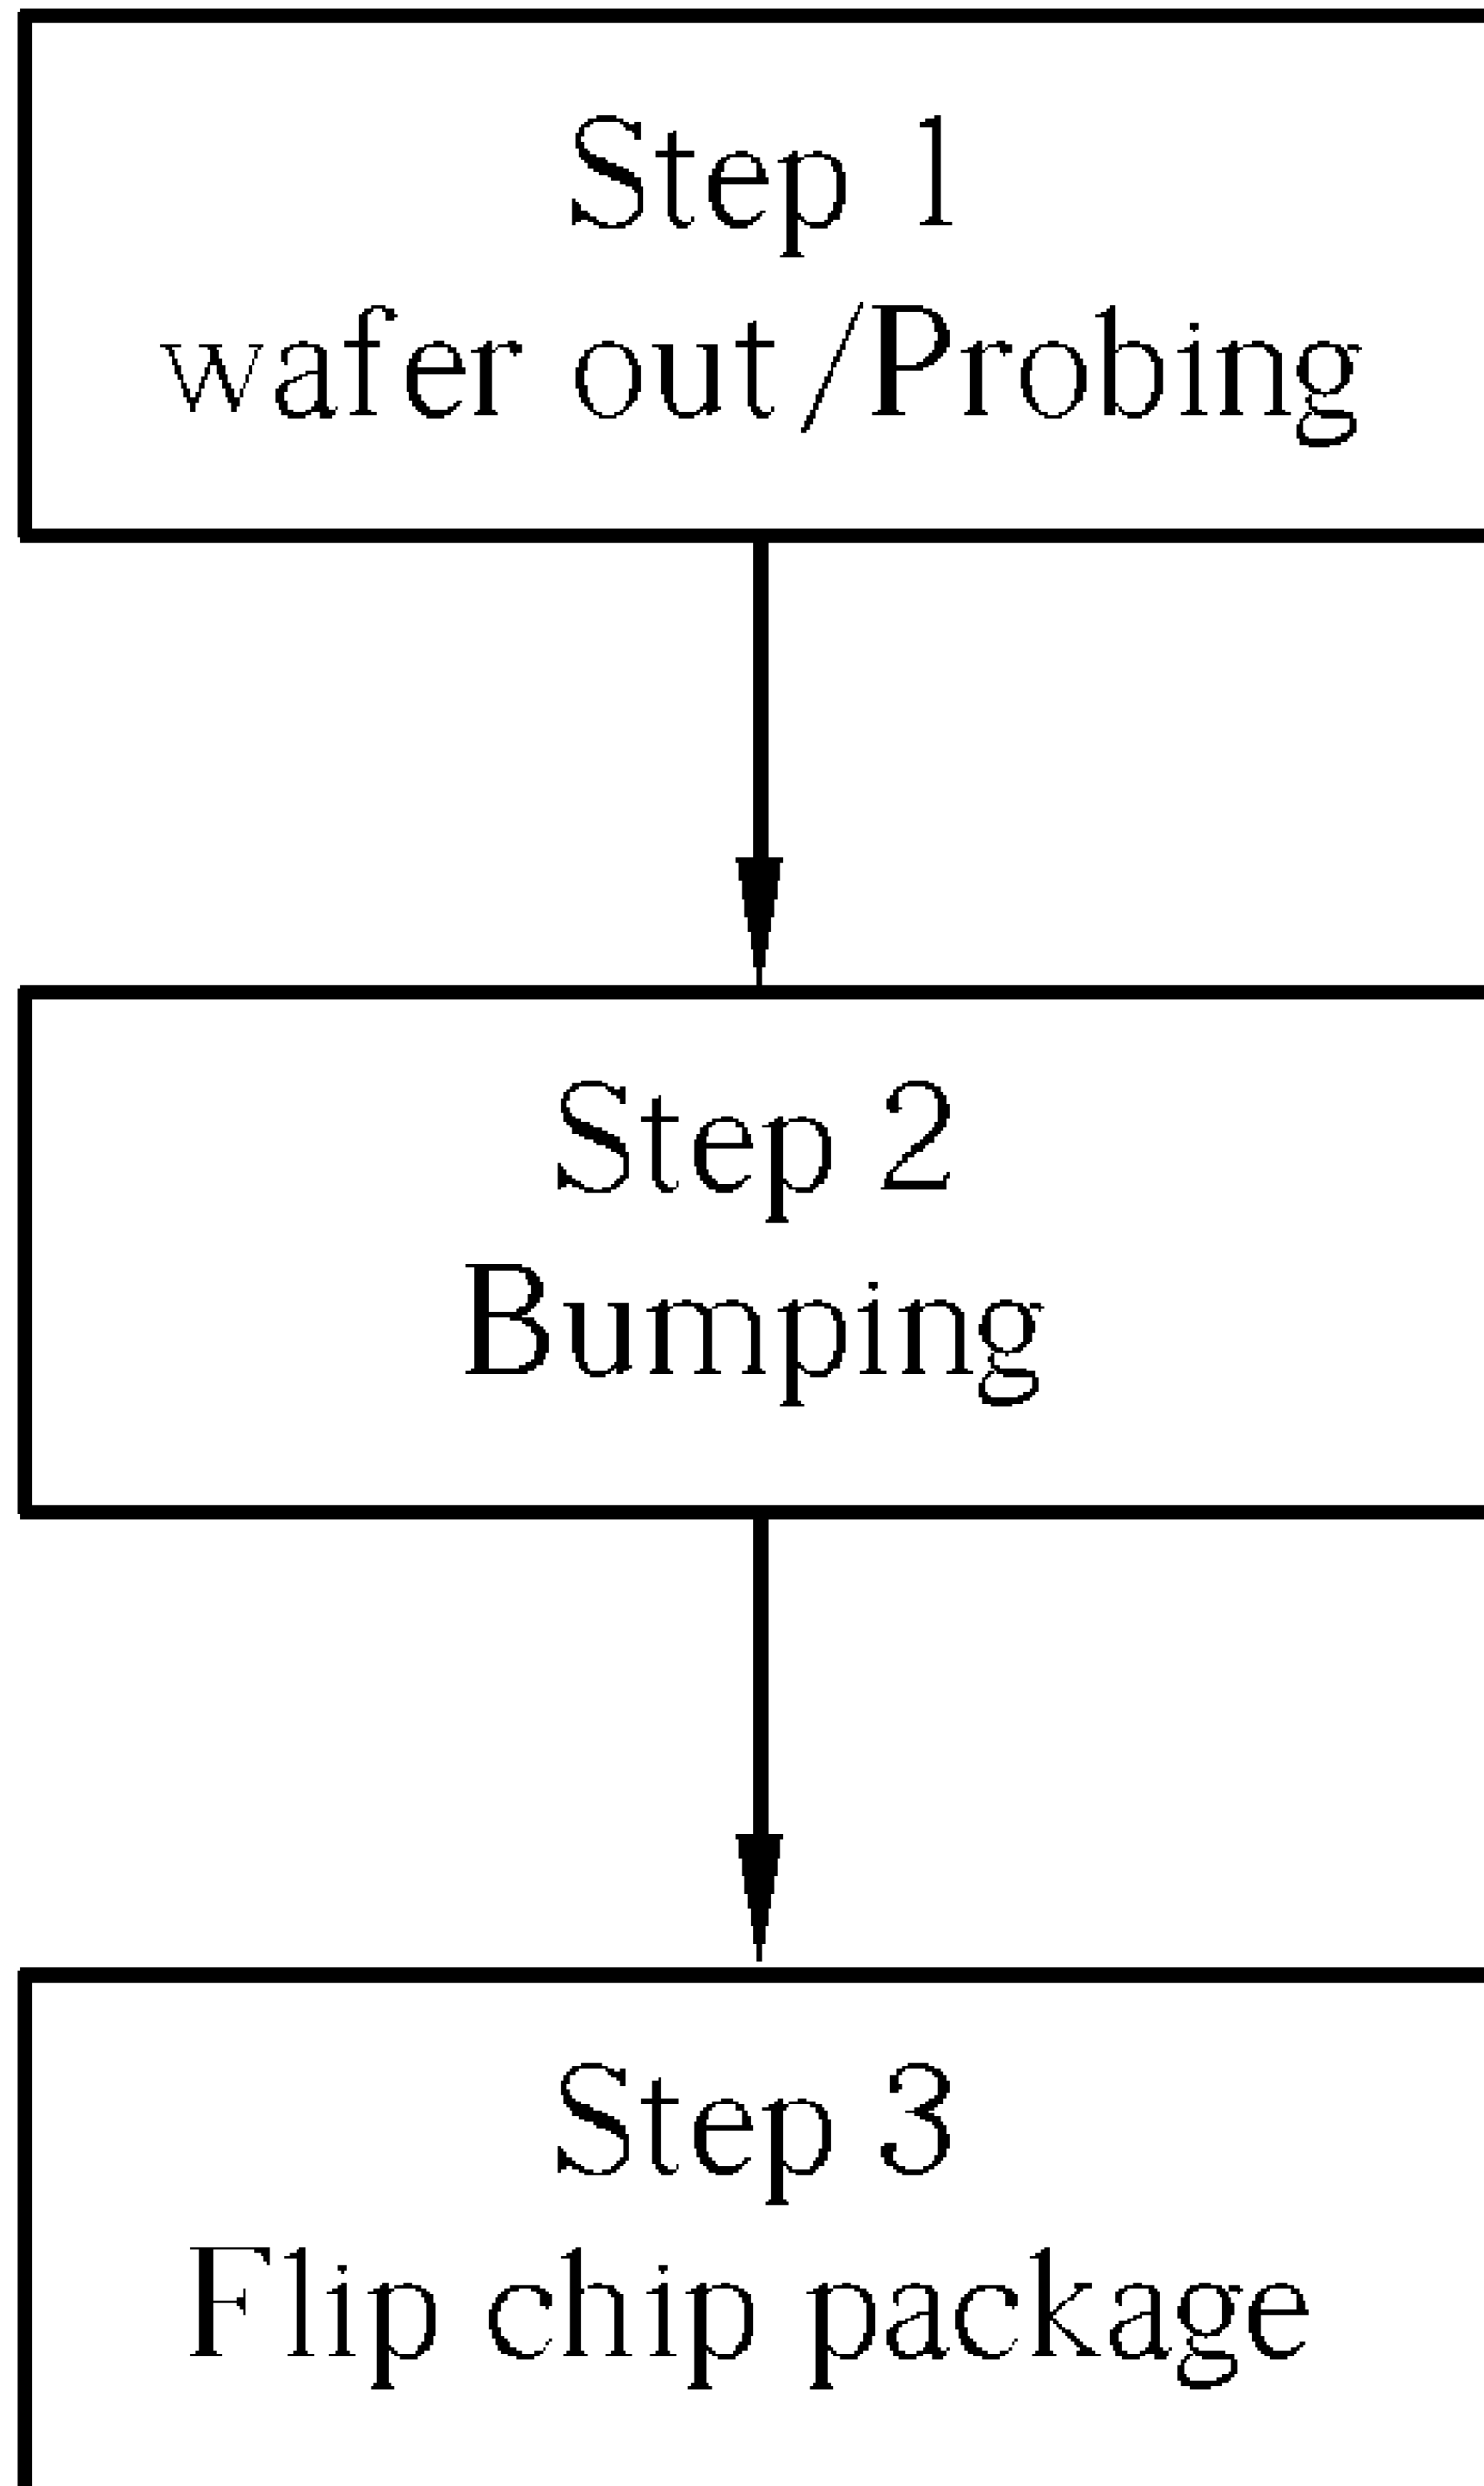 Step 1
wafer out/Probing
Step 2
Bumping
Step 3
Flip chip package